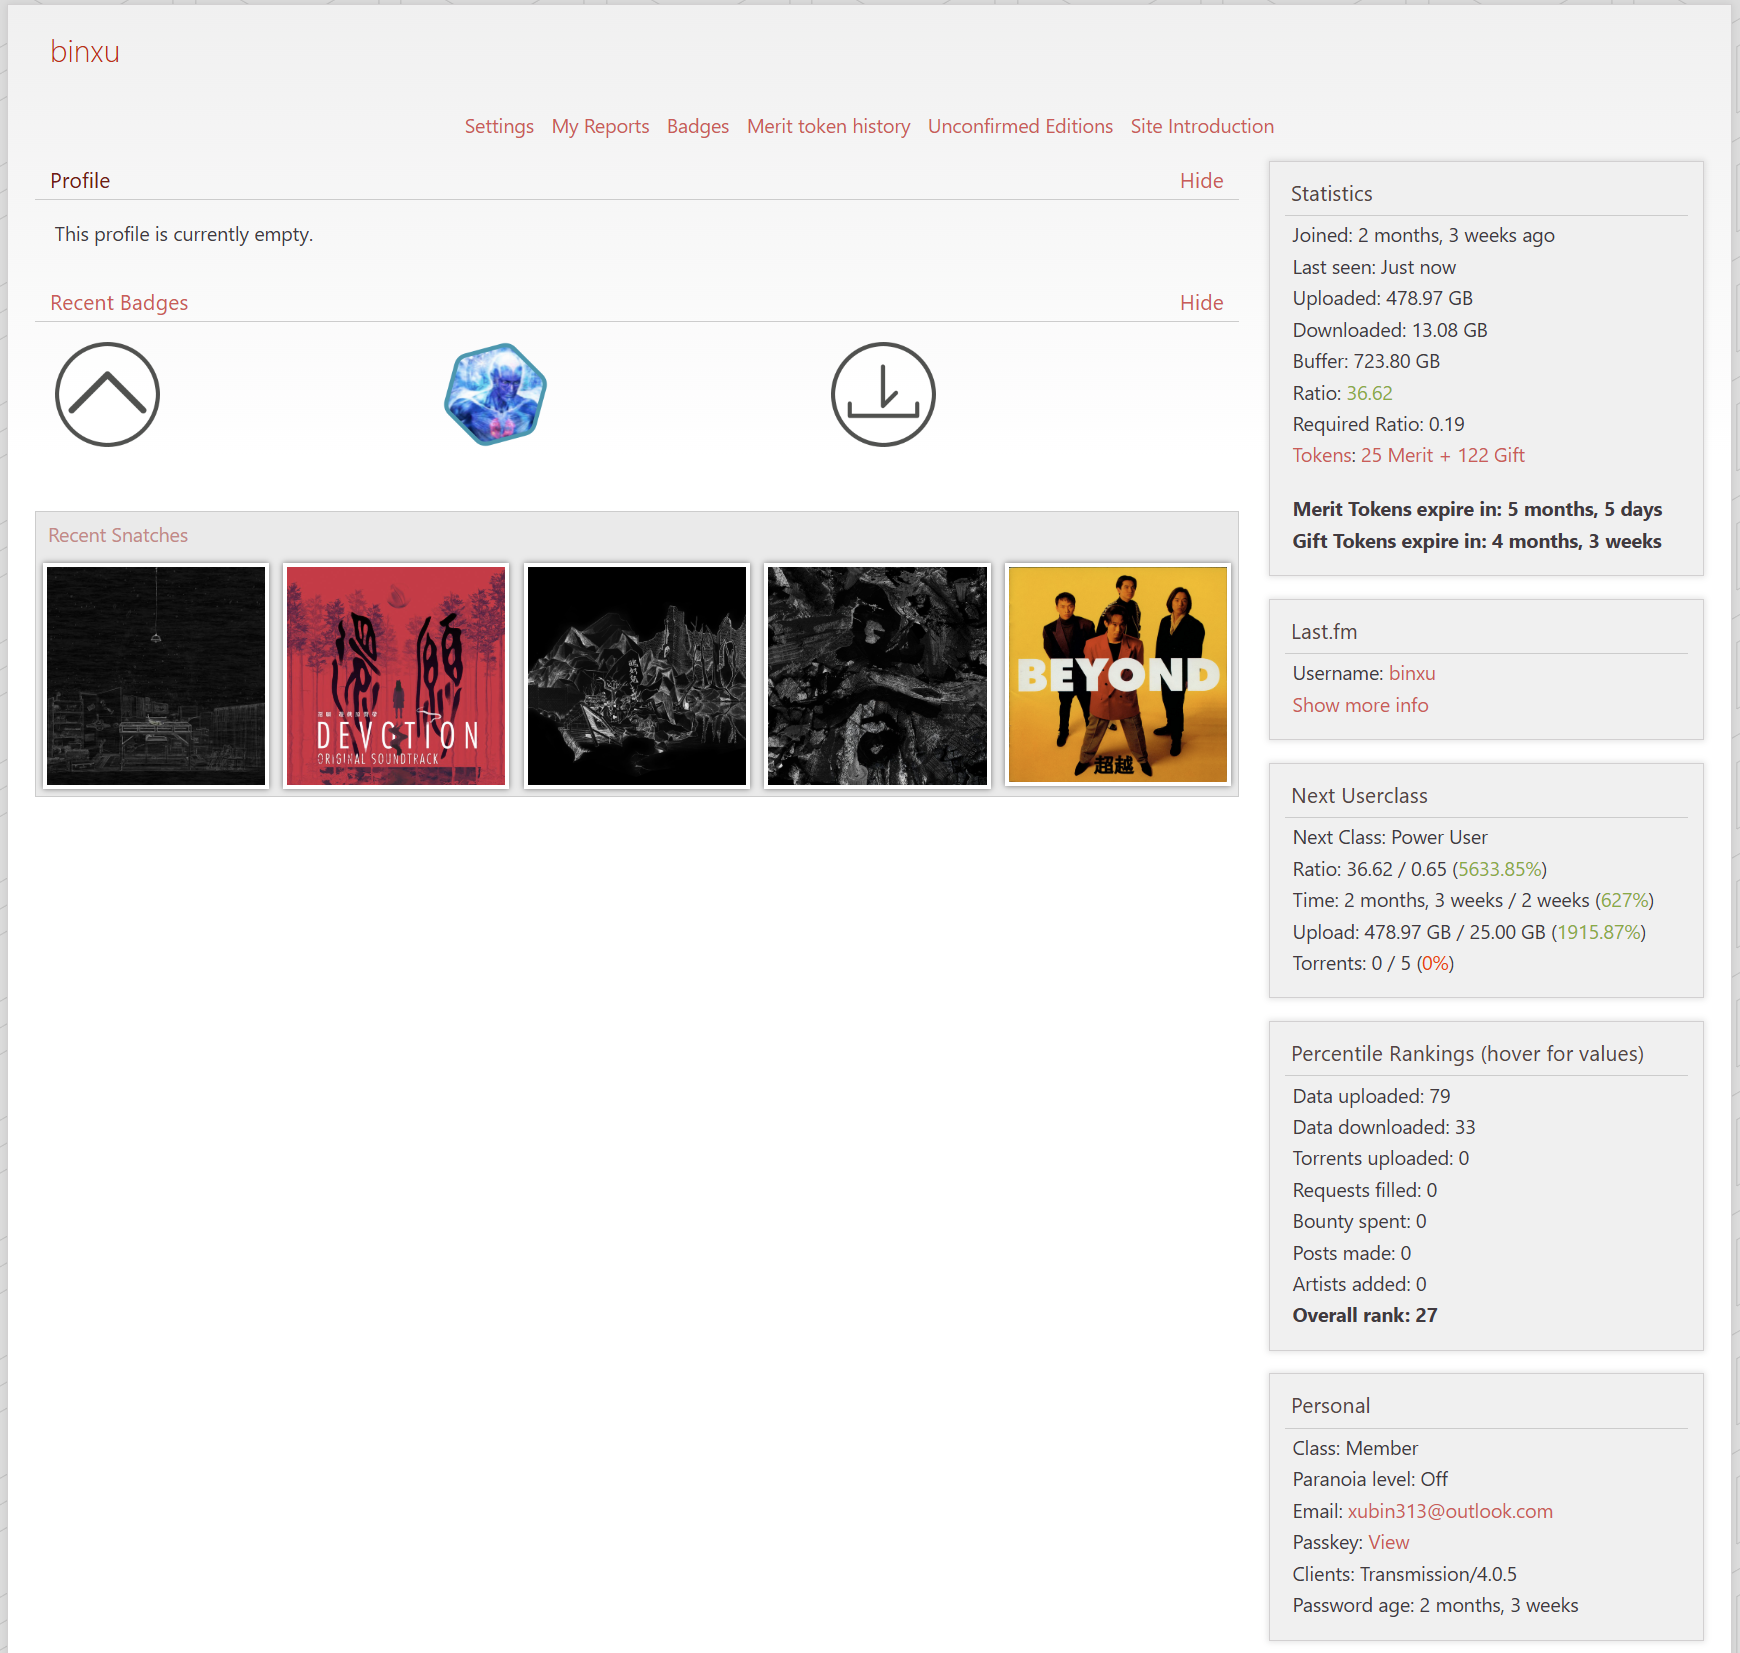 binxu
Settings My Reports Badges Merit token history Unconfirmed Editions Site Introduction
Profile Hide
This profile is currently empty.
Recent Badges Hide
Recent Snatches
還願
DEVOTION
ORIGINAL SOUNDTRACK
BEYOND
超越
Statistics
Joined: 2 months, 3 weeks ago
Last seen: Just now
Uploaded: 478.97 GB
Downloaded: 13.08 GB
Buffer: 723.80 GB
Ratio: 36.62
Required Ratio: 0.19
Tokens: 25 Merit + 122 Gift
Merit Tokens expire in: 5 months, 5 days
Gift Tokens expire in: 4 months, 3 weeks
Last.fm
Username: binxu
Show more info
Next Userclass
Next Class: Power User
Ratio: 36.62 / 0.65 (5633.85%)
Time: 2 months, 3 weeks / 2 weeks (627%)
Upload: 478.97 GB / 25.00 GB (1915.87%)
Torrents: 0 / 5 (0%)
Percentile Rankings (hover for values)
Data uploaded: 79
Data downloaded: 33
Torrents uploaded: 0
Requests filled: 0
Bounty spent: 0
Posts made: 0
Artists added: 0
Overall rank: 27
Personal
Class: Member
Paranoia level: Off
Email: xubin313@outlook.com
Passkey: View
Clients: Transmission/4.0.5
Password age: 2 months, 3 weeks